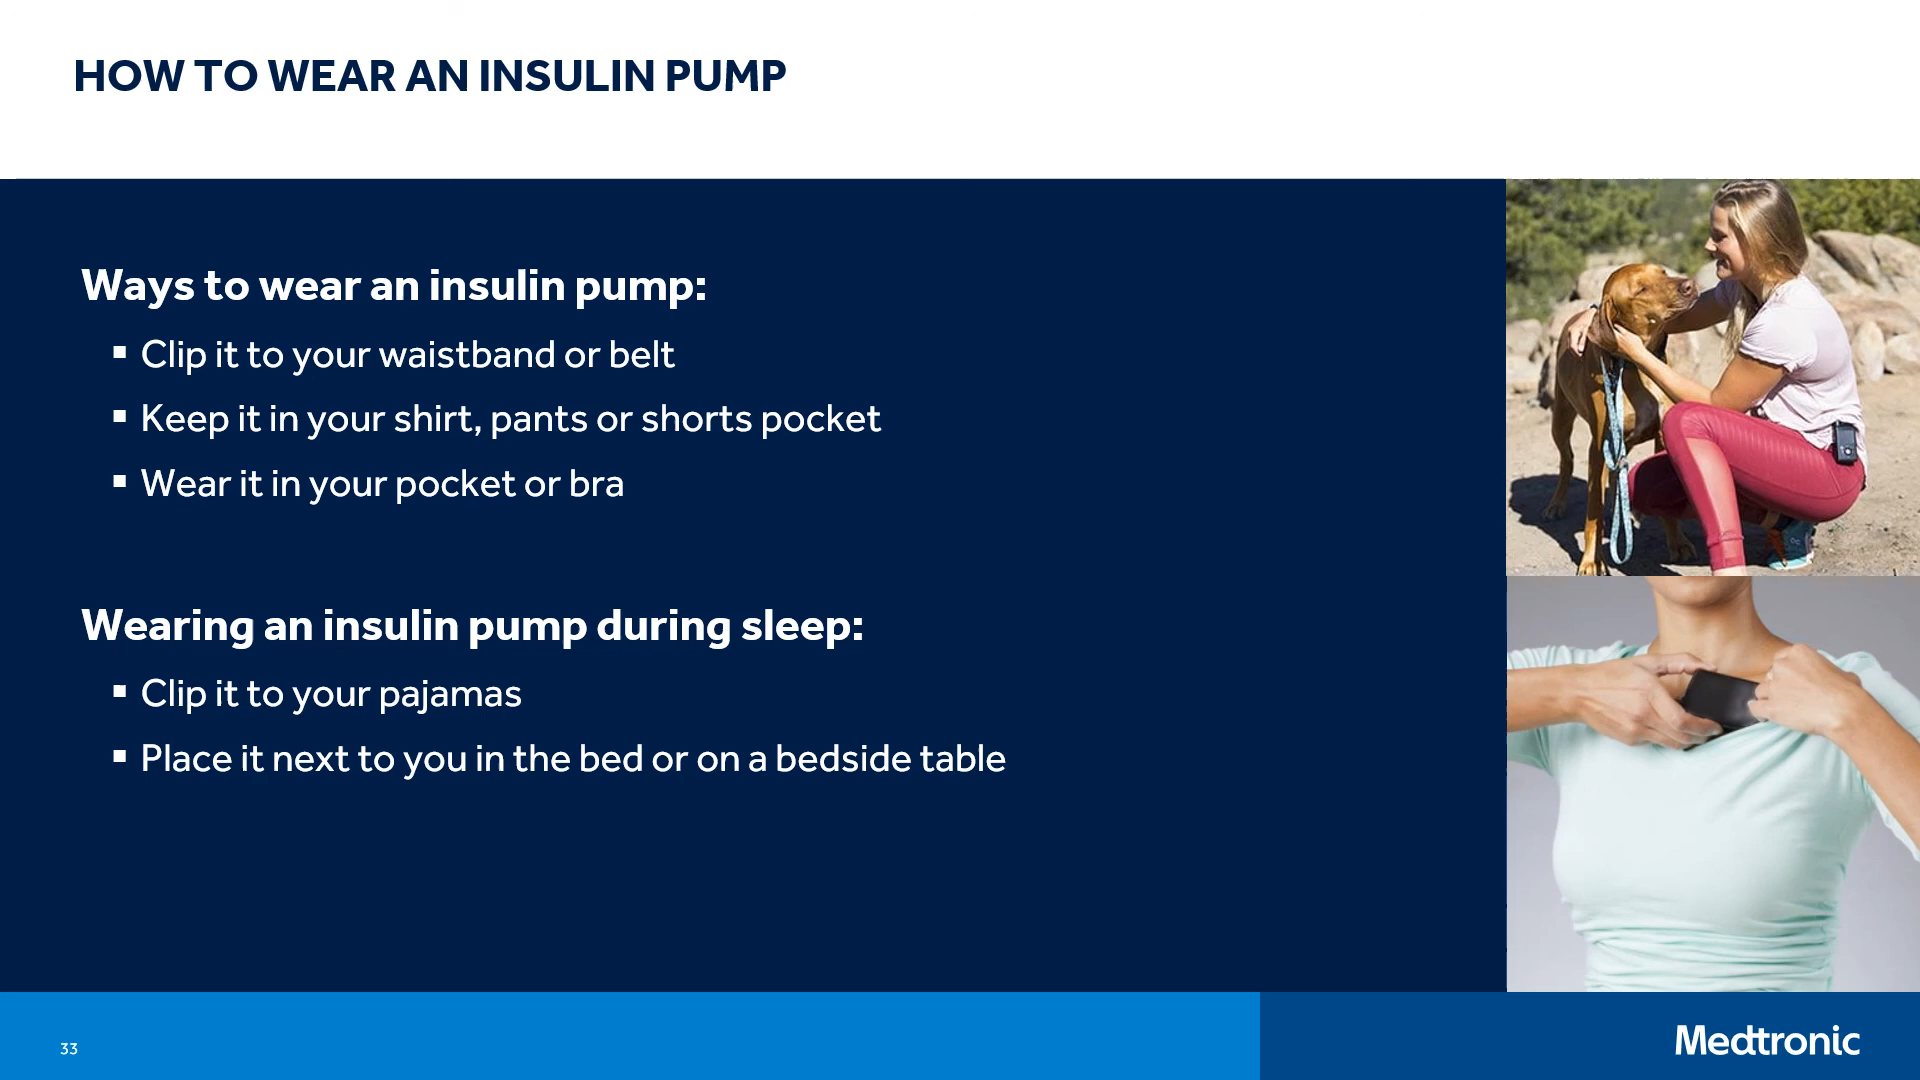 HOW TO WEAR AN INSULIN PUMP
Ways to wear an insulin pump:
▪ Clip it to your waistband or belt
▪ Keep it in your shirt, pants or shorts pocket
▪ Wear it in your pocket or bra
Wearing an insulin pump during sleep:
▪ Clip it to your pajamas
▪ Place it next to you in the bed or on a bedside table
33
Medtronic